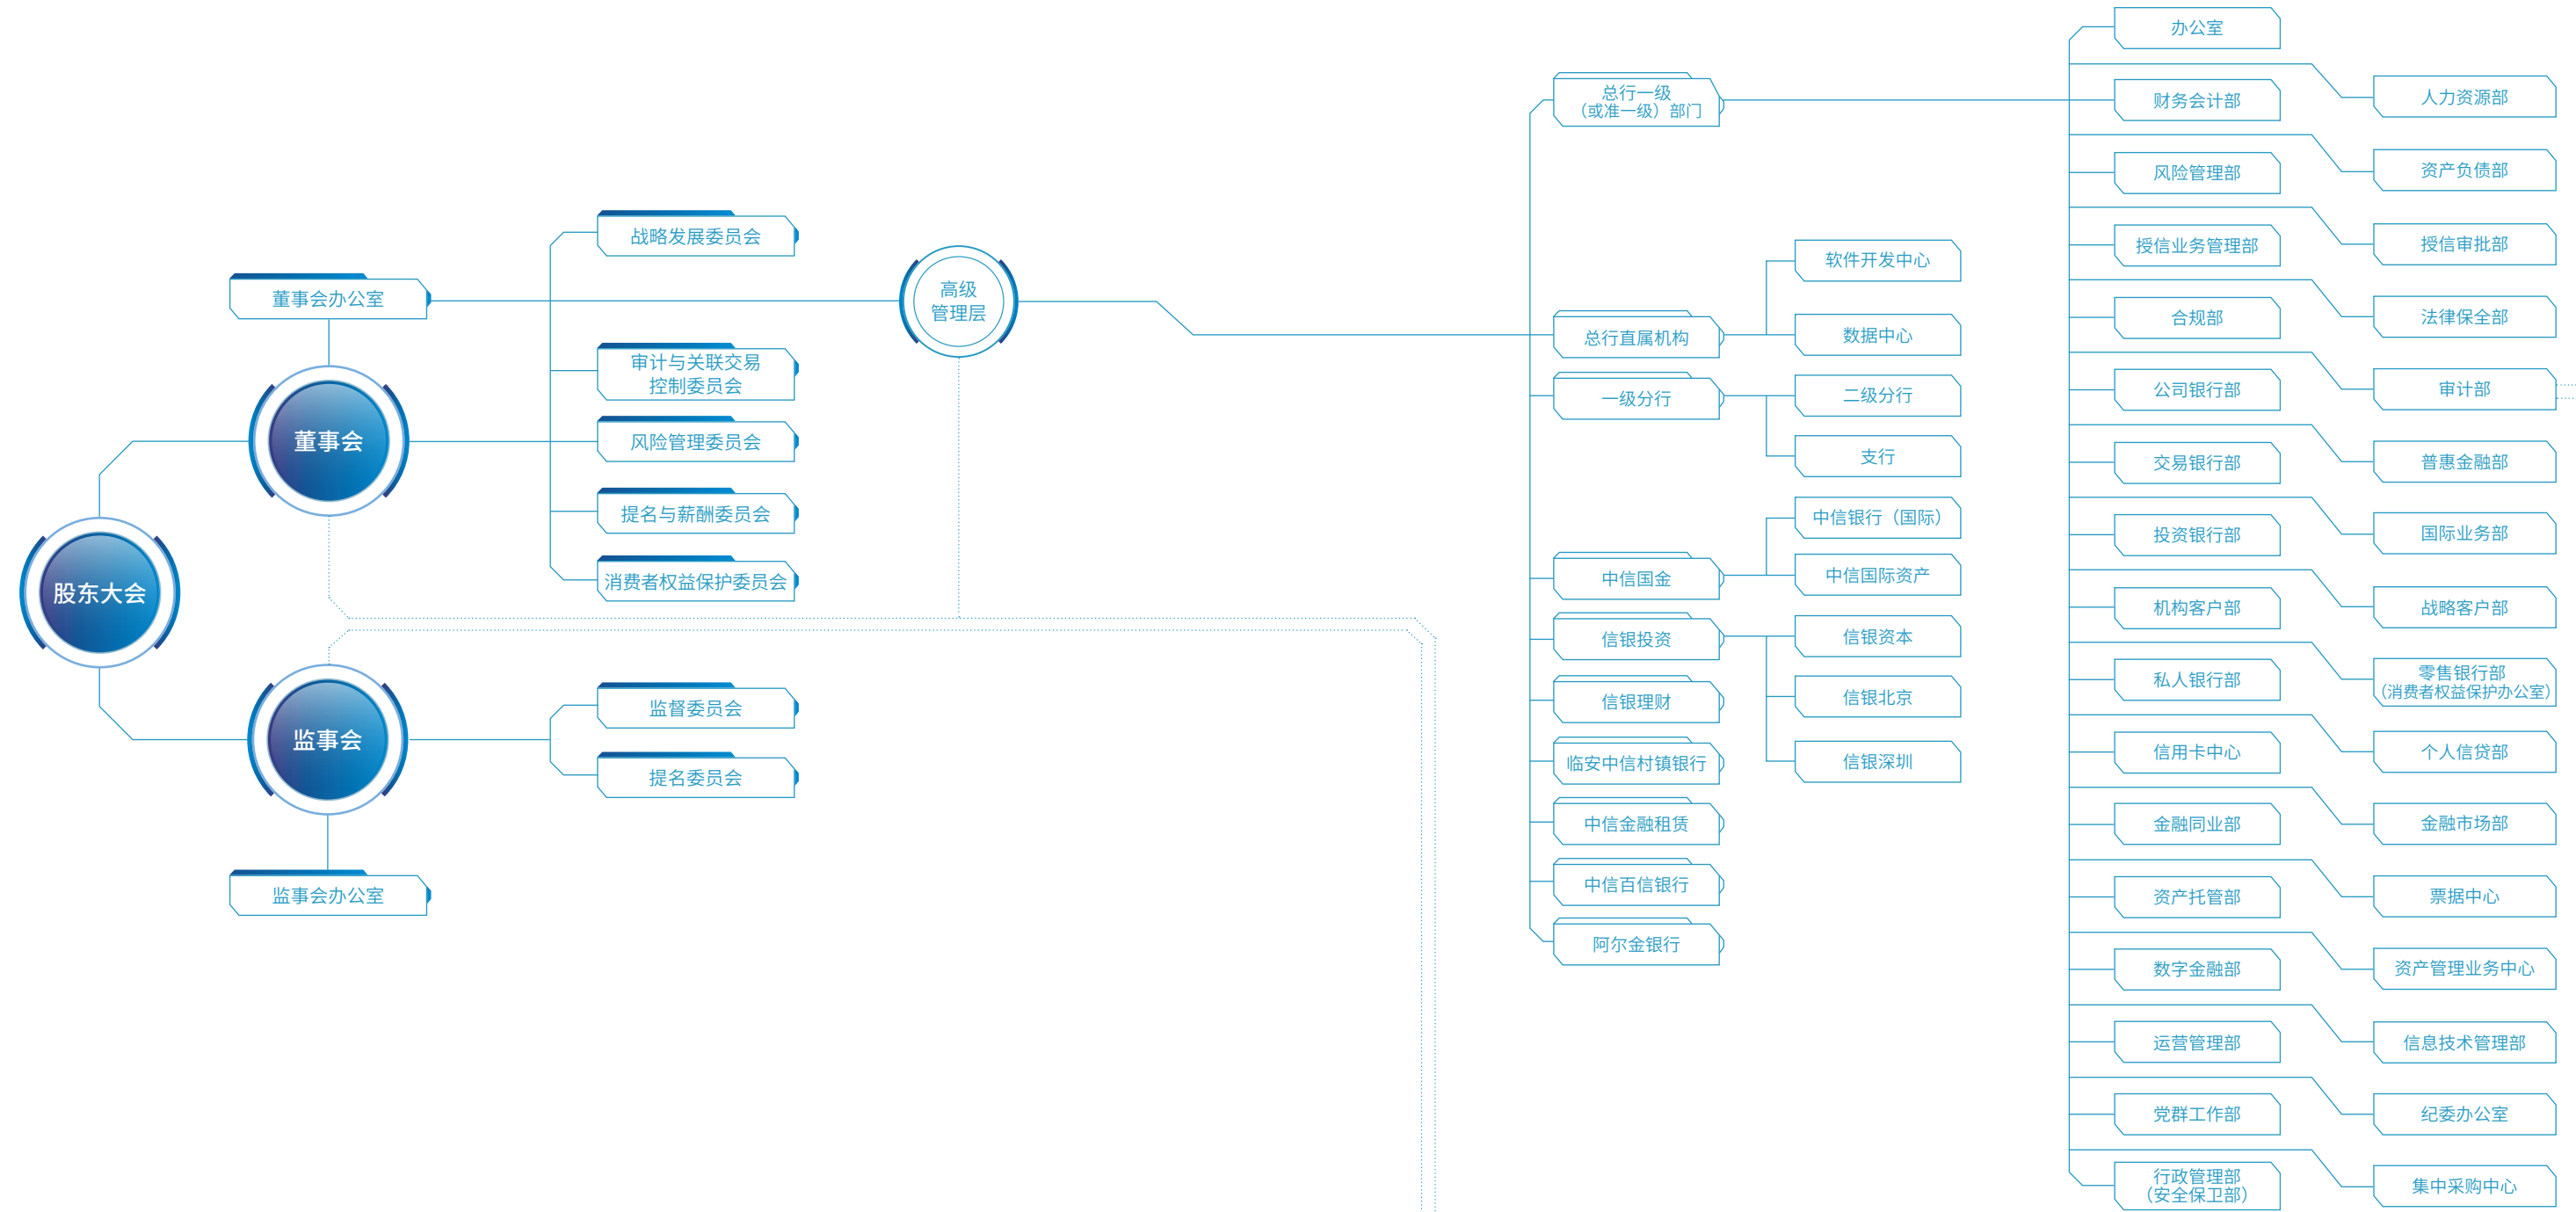 股东大会
董事会
监事会
董事会办公室
监事会办公室
战略发展委员会
审计与关联交易
控制委员会
风险管理委员会
提名与薪酬委员会
消费者权益保护委员会
监督委员会
提名委员会
高级
管理层
总行一级
（或准一级）部门
总行直属机构
一级分行
中信国金
信银投资
信银理财
临安中信村镇银行
中信金融租赁
中信百信银行
阿尔金银行
软件开发中心
数据中心
二级分行
支行
中信银行（国际）
中信国际资产
信银资本
信银北京
信银深圳
办公室
财务会计部
风险管理部
授信业务管理部
合规部
公司银行部
交易银行部
投资银行部
机构客户部
私人银行部
信用卡中心
金融同业部
资产托管部
数字金融部
运营管理部
党群工作部
行政管理部
（安全保卫部）
人力资源部
资产负债部
授信审批部
法律保全部
审计部
普惠金融部
国际业务部
战略客户部
零售银行部
（消费者权益保护办公室）
个人信贷部
金融市场部
票据中心
资产管理业务中心
信息技术管理部
纪委办公室
集中采购中心